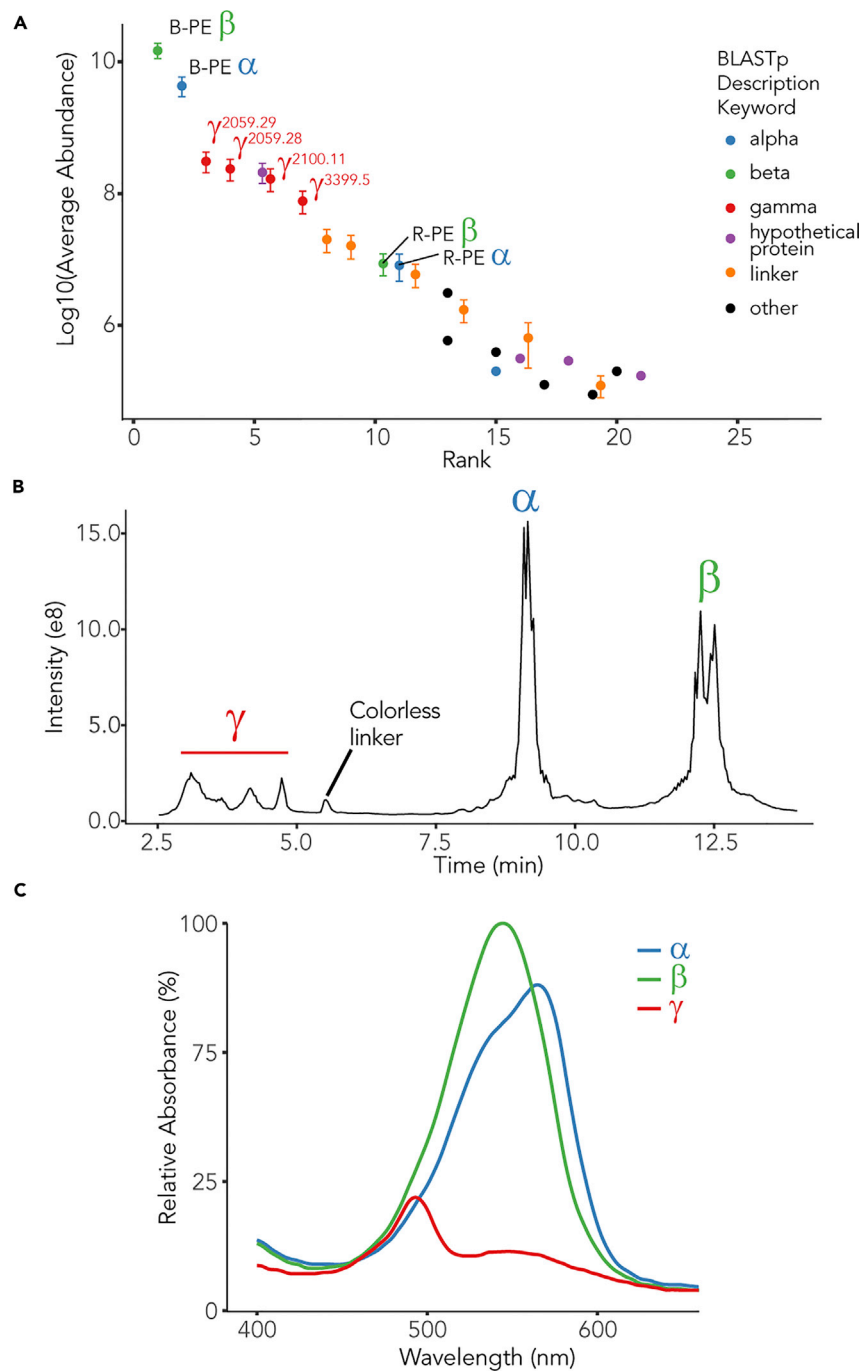 A
B-PE β
B-PE α
γ2059.29
γ2059.28
γ2100.11
γ3399.5
R-PE β
R-PE α
BLASTp
Description
Keyword
alpha
beta
gamma
hypothetical
protein
linker
other
10
8
6
Log10(Average Abundance)
0 5 10 15 20 25
Rank
B
α
β
γ
Colorless
linker
15.0
10.0
5.0
0.0
Intensity (e8)
2.5 5.0 7.5 10.0 12.5
Time (min)
C
100
75
25
0
Relative Absorbance (%)
α
β
γ
400 500 600
Wavelength (nm)